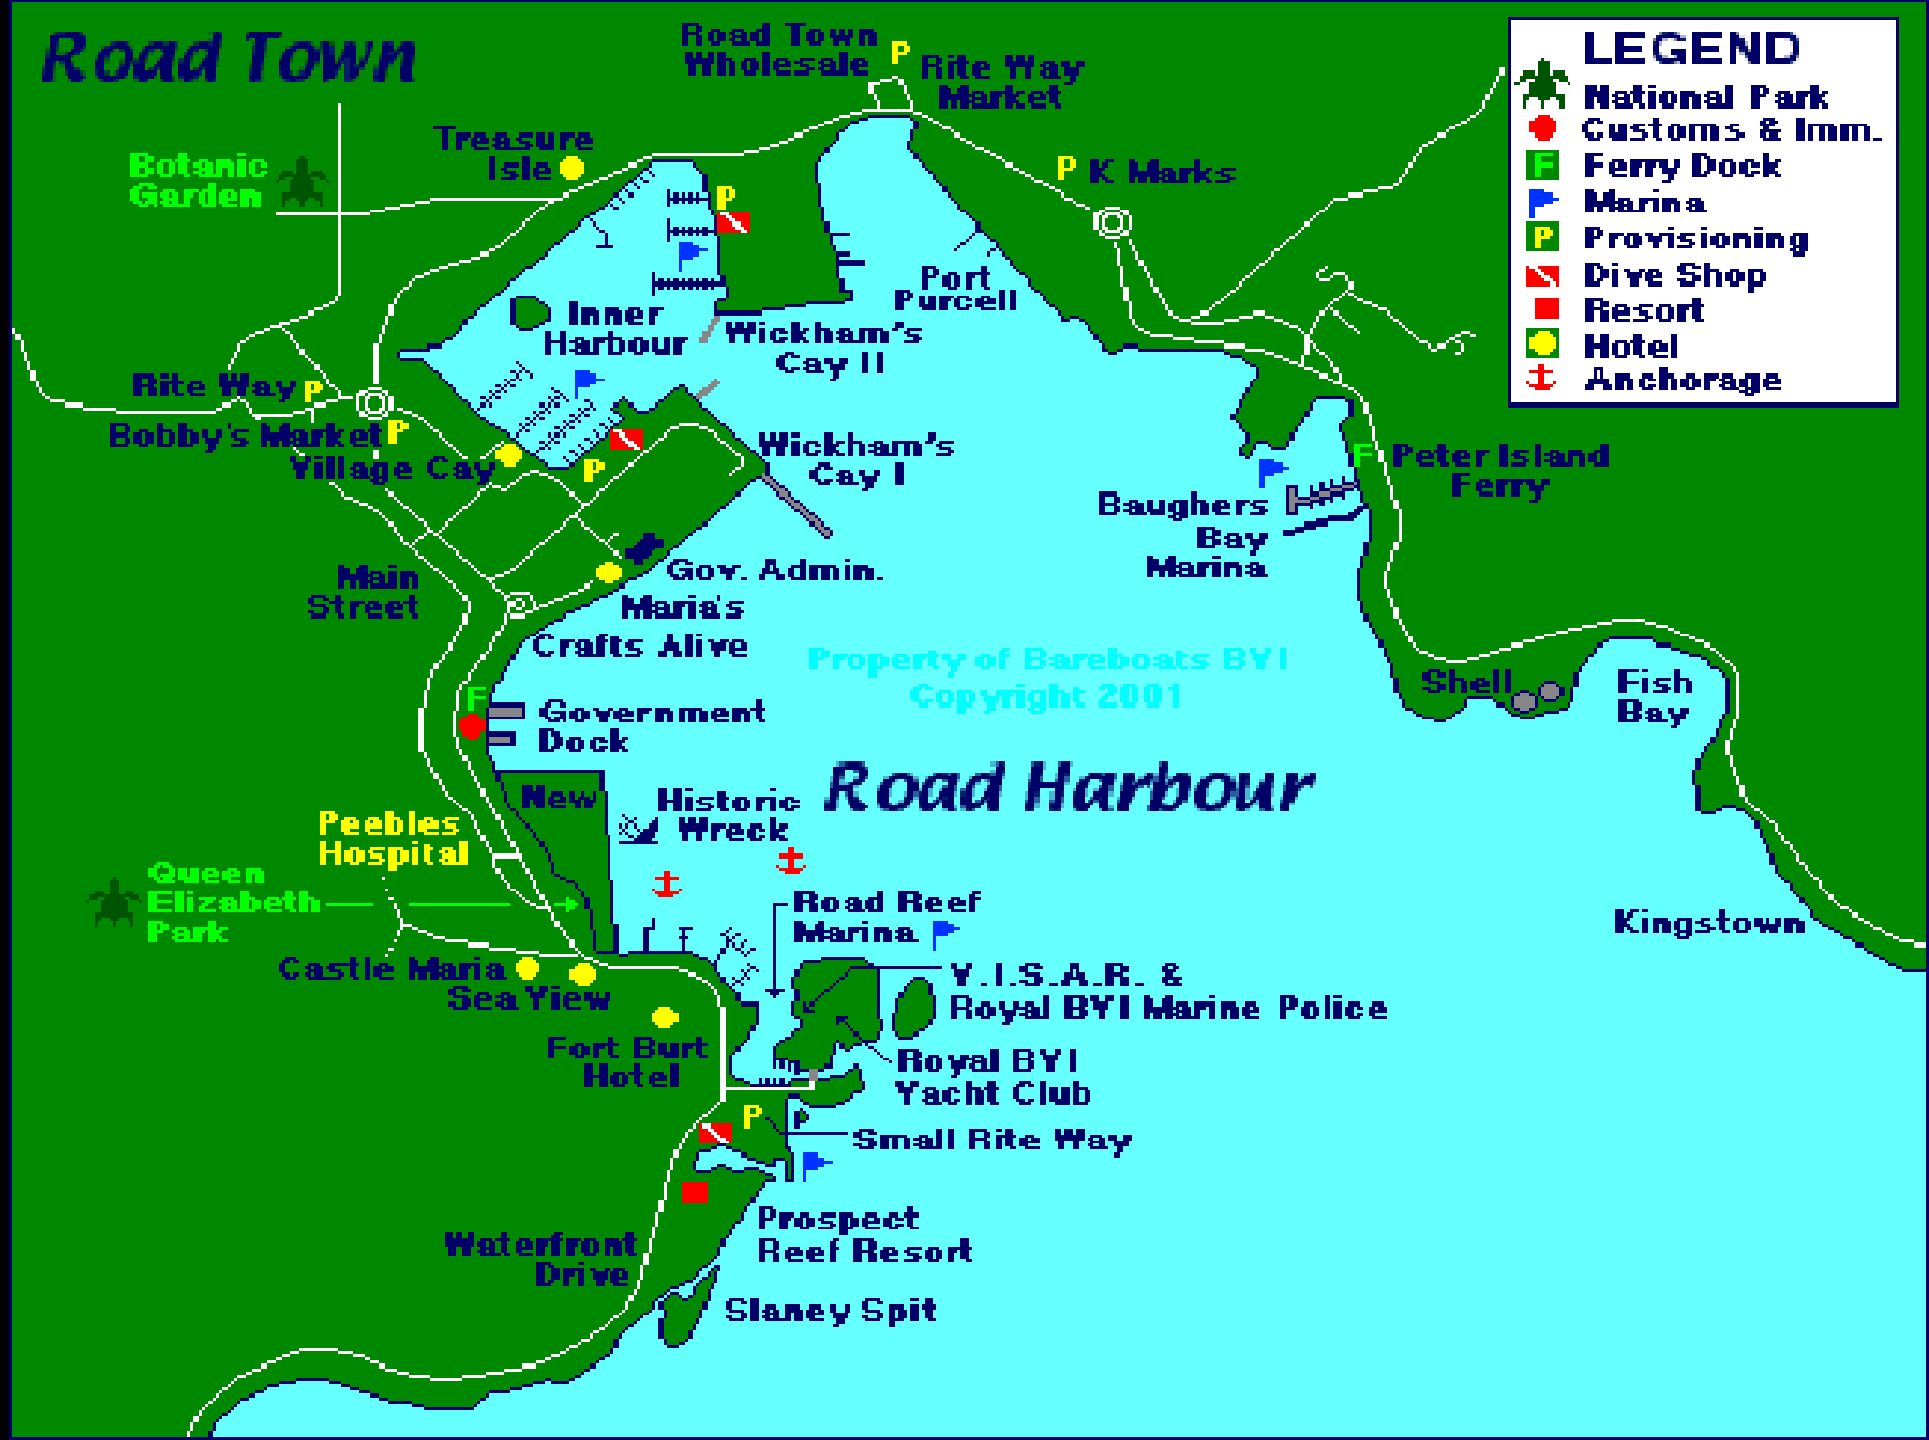 Road Town
Road Town
Wholesale
P
Rite Way
Market
LEGEND
National Park
Customs & Imm.
F
Ferry Dock
Marina
P
Provisioning
Dive Shop
Resort
Hotel
Anchorage
Treasure
Isle
Botanic
Garden
P
K Marks
P
Port
Purcell
Inner
Harbour
Wickham's
Cay II
Rite Way
P
Bobby's Market
P
Village Cay
P
Wickham's
Cay I
F
Peter Island
Ferry
Baughers
Bay
Marina
Gov. Admin.
Main
Street
Maria's
Crafts Alive
Property of Bareboats BVI
Copyright 2001
Shell
Fish
Bay
F
Government
Dock
Road Harbour
New
Historic
Wreck
Peebles
Hospital
Queen
Elizabeth
Park
Road Reef
Marina
Kingstown
Castle Maria
Sea View
V.I.S.A.R. &
Royal BVI Marine Police
Fort Burt
Hotel
Royal BVI
Yacht Club
P
Small Rite Way
Prospect
Reef Resort
Waterfront
Drive
Slaney Spit